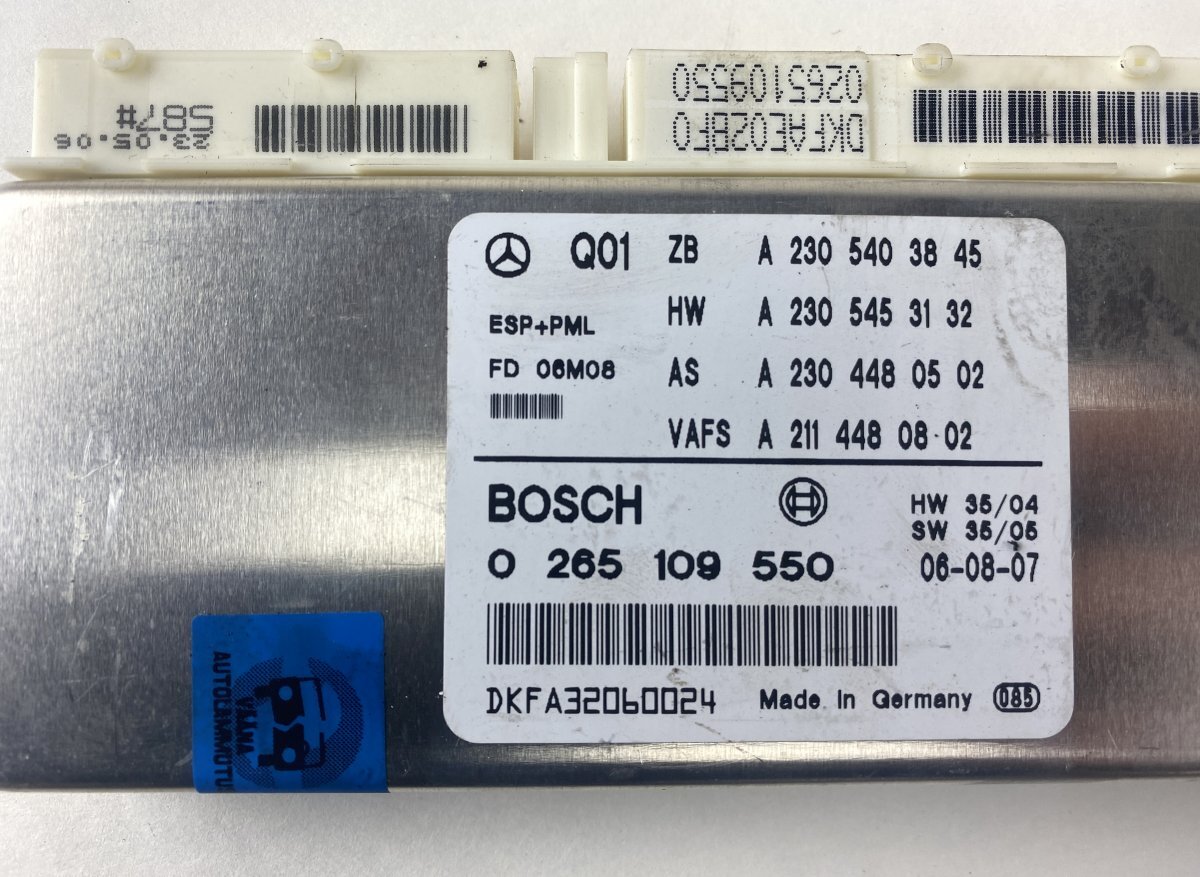 587#
23.05.06
0265109550
DKFAE02BF0
Q01
ZB A 230 540 38 45
HW A 230 545 31 32
AS A 230 448 05 02
VAFS A 211 448 08 02
ESP+PML
FD 06M08
BOSCH
0 265 109 550
HW 35/04
SW 35/05
06-08-07
DKFA32060024
Made in Germany 085
VIANA